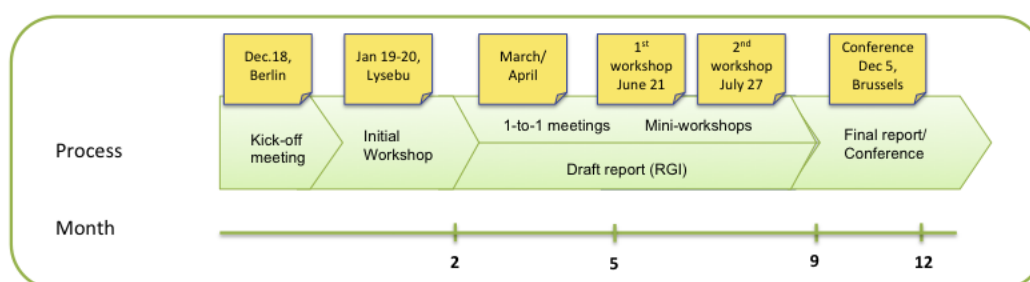 Dec.18,
Berlin
Jan 19-20,
Lysebu
March/
April
1st
workshop
June 21
2nd
workshop
July 27
Conference
Dec 5,
Brussels
Process
Kick-off
meeting
Initial
Workshop
1-to-1 meetings
Mini-workshops
Draft report (RGI)
Final report/
Conference
Month
2
5
9
12